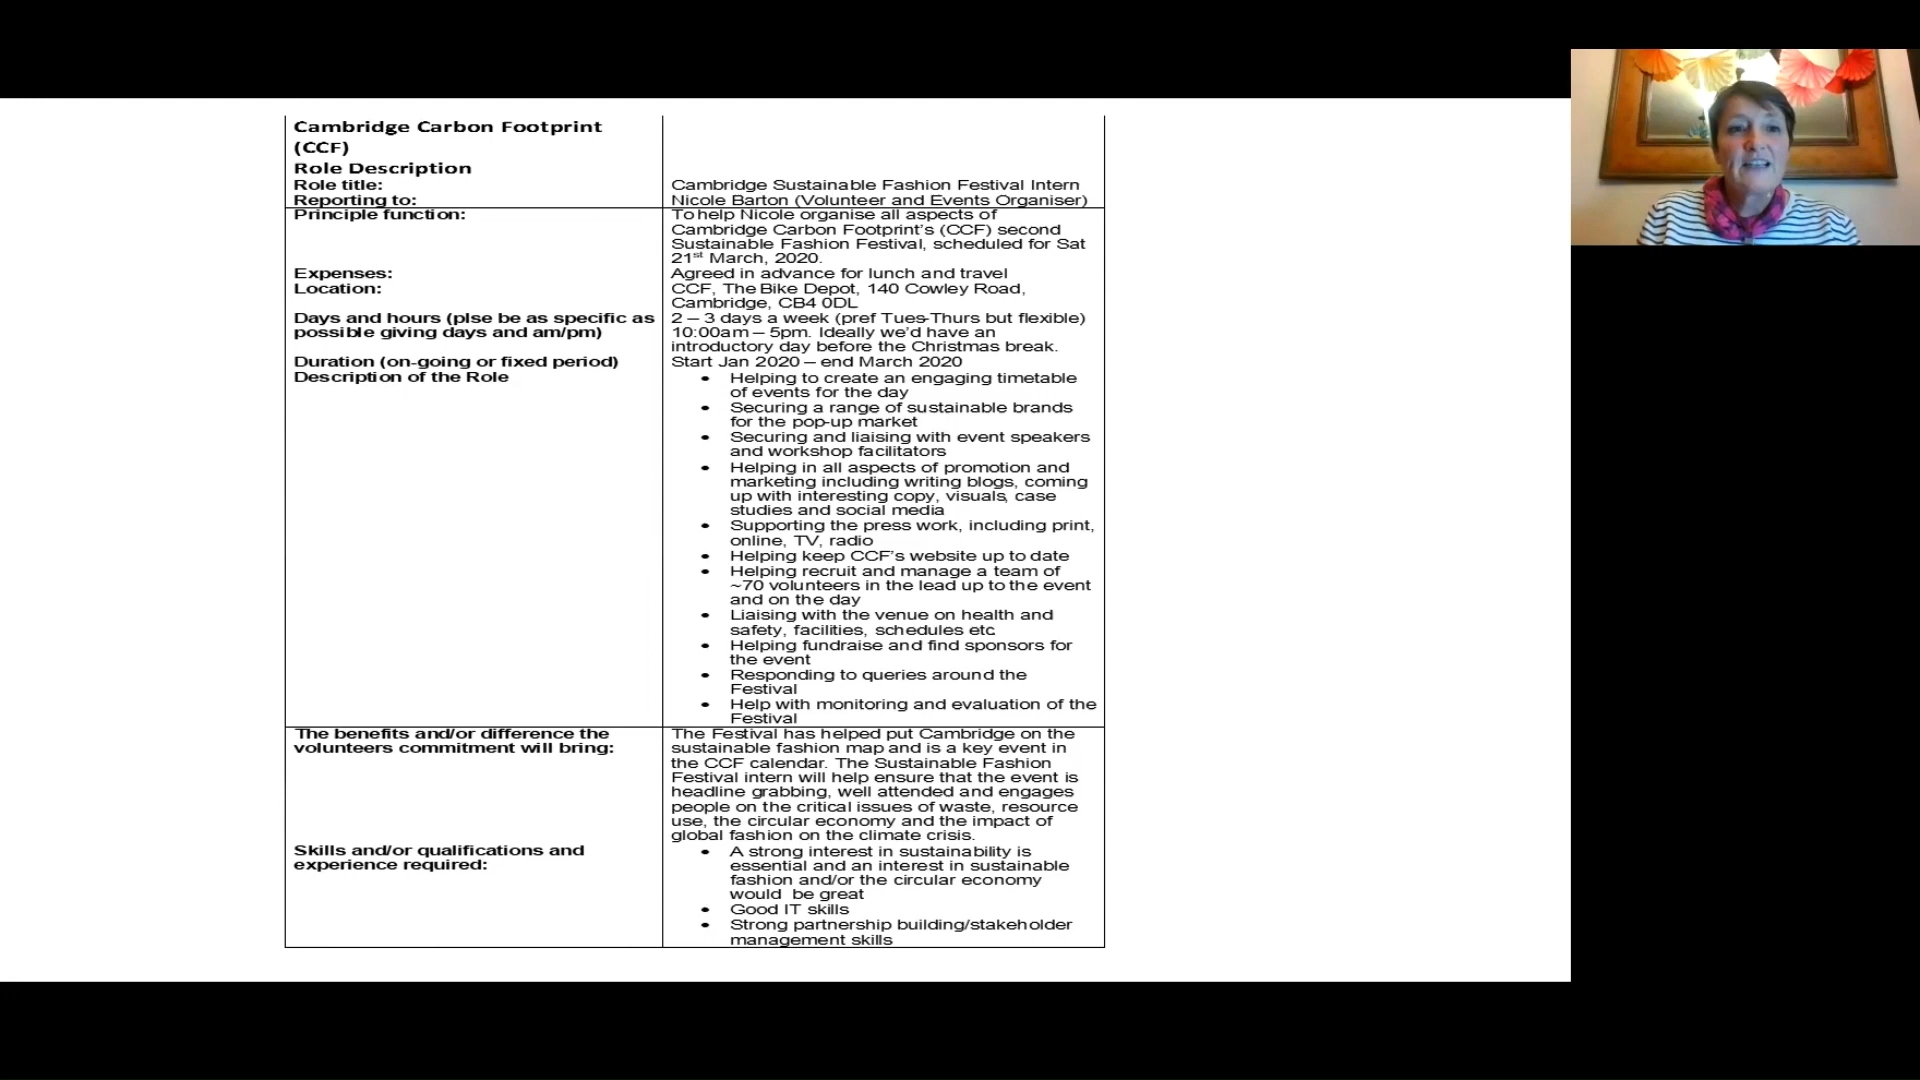 Cambridge Carbon Footprint
(CCF)
Role Description
Role title:
Cambridge Sustainable Fashion Festival Intern
Reporting to:
Nicole Barton (Volunteer and Events Organiser)
Principle function:
To help Nicole organise all aspects of
Cambridge Carbon Footprint's (CCF) second
Sustainable Fashion Festival, scheduled for Sat
21st March, 2020.
Expenses:
Agreed in advance for lunch and travel
Location:
CCF, The Bike Depot, 140 Cowley Road,
Cambridge, CB4 0DL
Days and hours (plse be as specific as
possible giving days and am/pm)
2 – 3 days a week (pref Tues-Thurs but flexible)
10:00am – 5pm. Ideally we'd have an
introductory day before the Christmas break.
Duration (on-going or fixed period)
Start Jan 2020 – end March 2020
Description of the Role
• Helping to create an engaging timetable
of events for the day
• Securing a range of sustainable brands
for the pop-up market
• Securing and liaising with event speakers
and workshop facilitators
• Helping in all aspects of promotion and
marketing including writing blogs, coming
up with interesting copy, visuals, case
studies and social media
• Supporting the press work, including print,
online, TV, radio
• Helping keep CCF's website up to date
• Helping recruit and manage a team of
~70 volunteers in the lead up to the event
and on the day
• Liaising with the venue on health and
safety, facilities, schedules etc
• Helping fundraise and find sponsors for
the event
• Responding to queries around the
Festival
• Help with monitoring and evaluation of the
Festival
The benefits and/or difference the
volunteers commitment will bring:
The Festival has helped put Cambridge on the
sustainable fashion map and is a key event in
the CCF calendar. The Sustainable Fashion
Festival intern will help ensure that the event is
headline grabbing, well attended and engages
people on the critical issues of waste, resource
use, the circular economy and the impact of
global fashion on the climate crisis.
Skills and/or qualifications and
experience required:
• A strong interest in sustainability is
essential and an interest in sustainable
fashion and/or the circular economy
would be great
• Good IT skills
• Strong partnership building/stakeholder
management skills